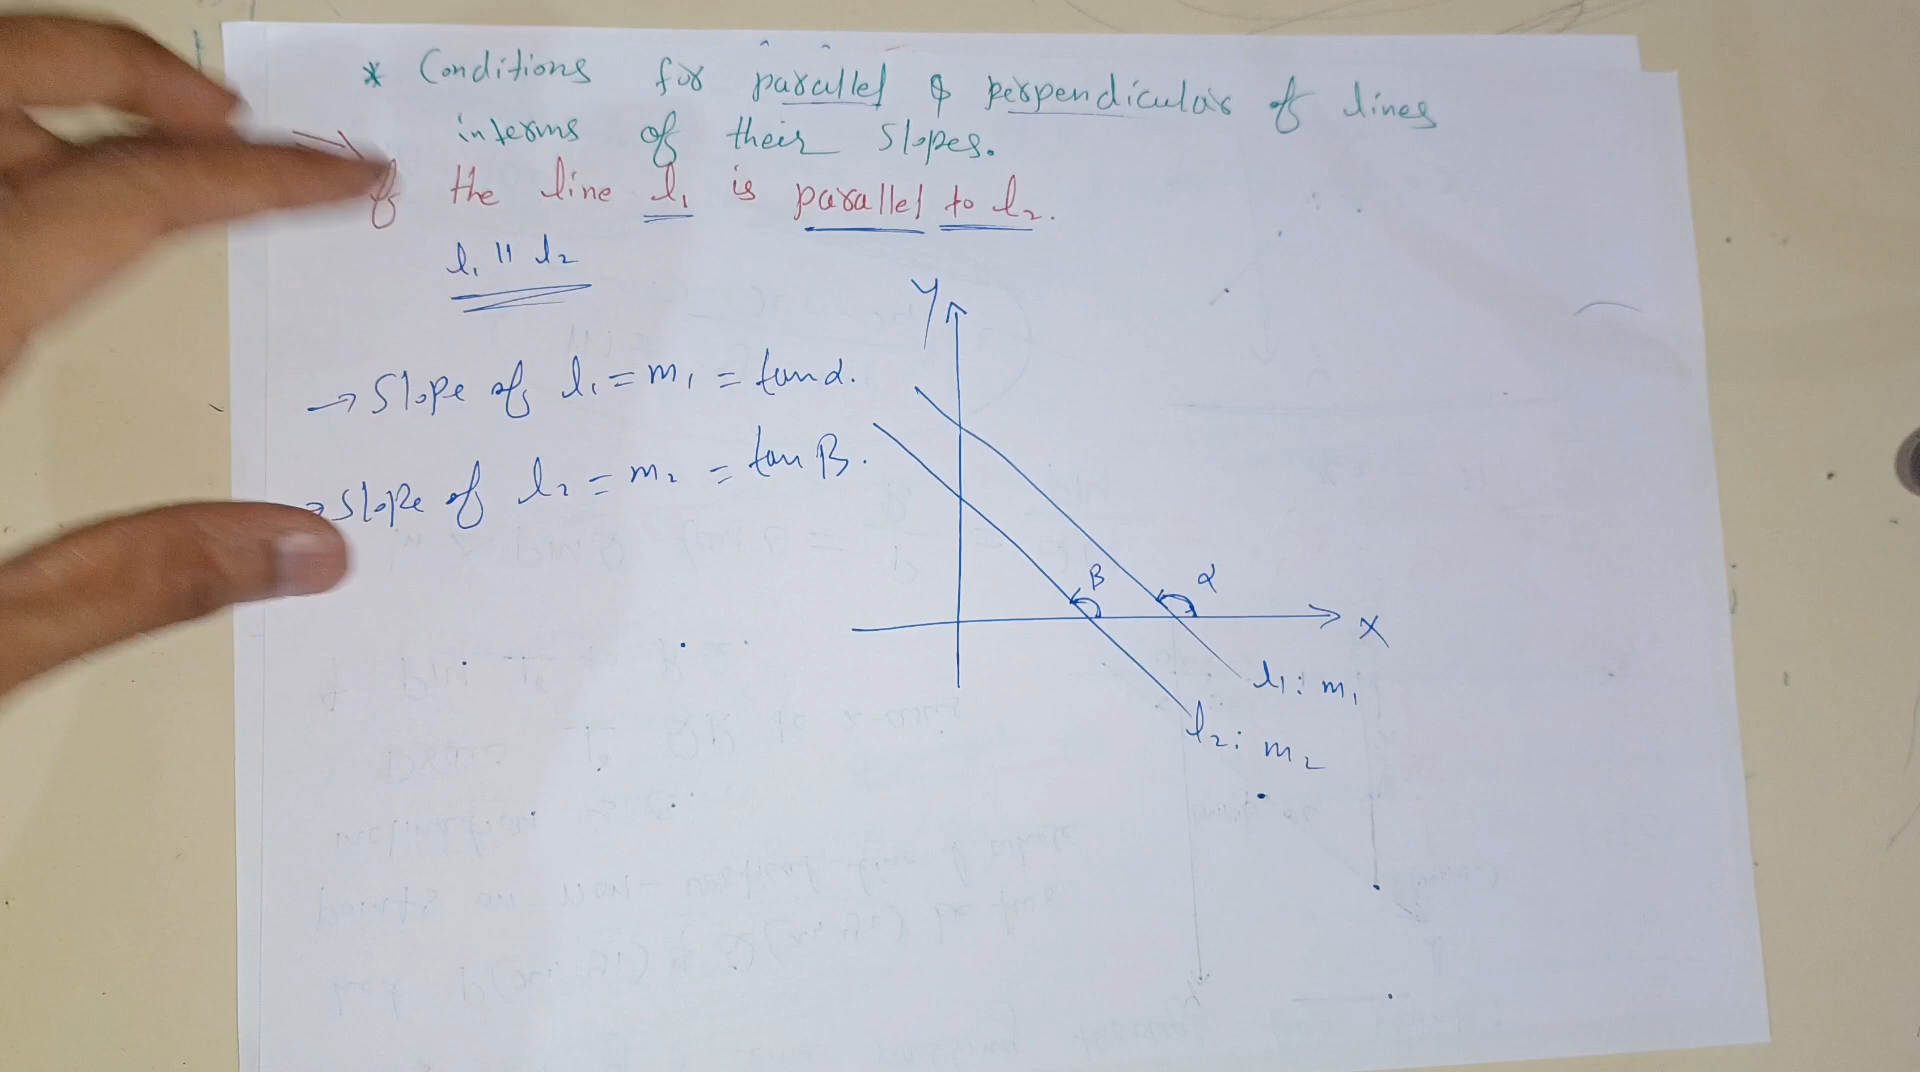 * Conditions for parallel & perpendicular of lines
interms of their slopes.
If the line l₁ is parallel to l₂.
l₁ || l₂
→ Slope of l₁ = m₁ = tan α.
→ Slope of l₂ = m₂ = tan β.
Y
β α
X
l₁ : m₁
l₂ : m₂